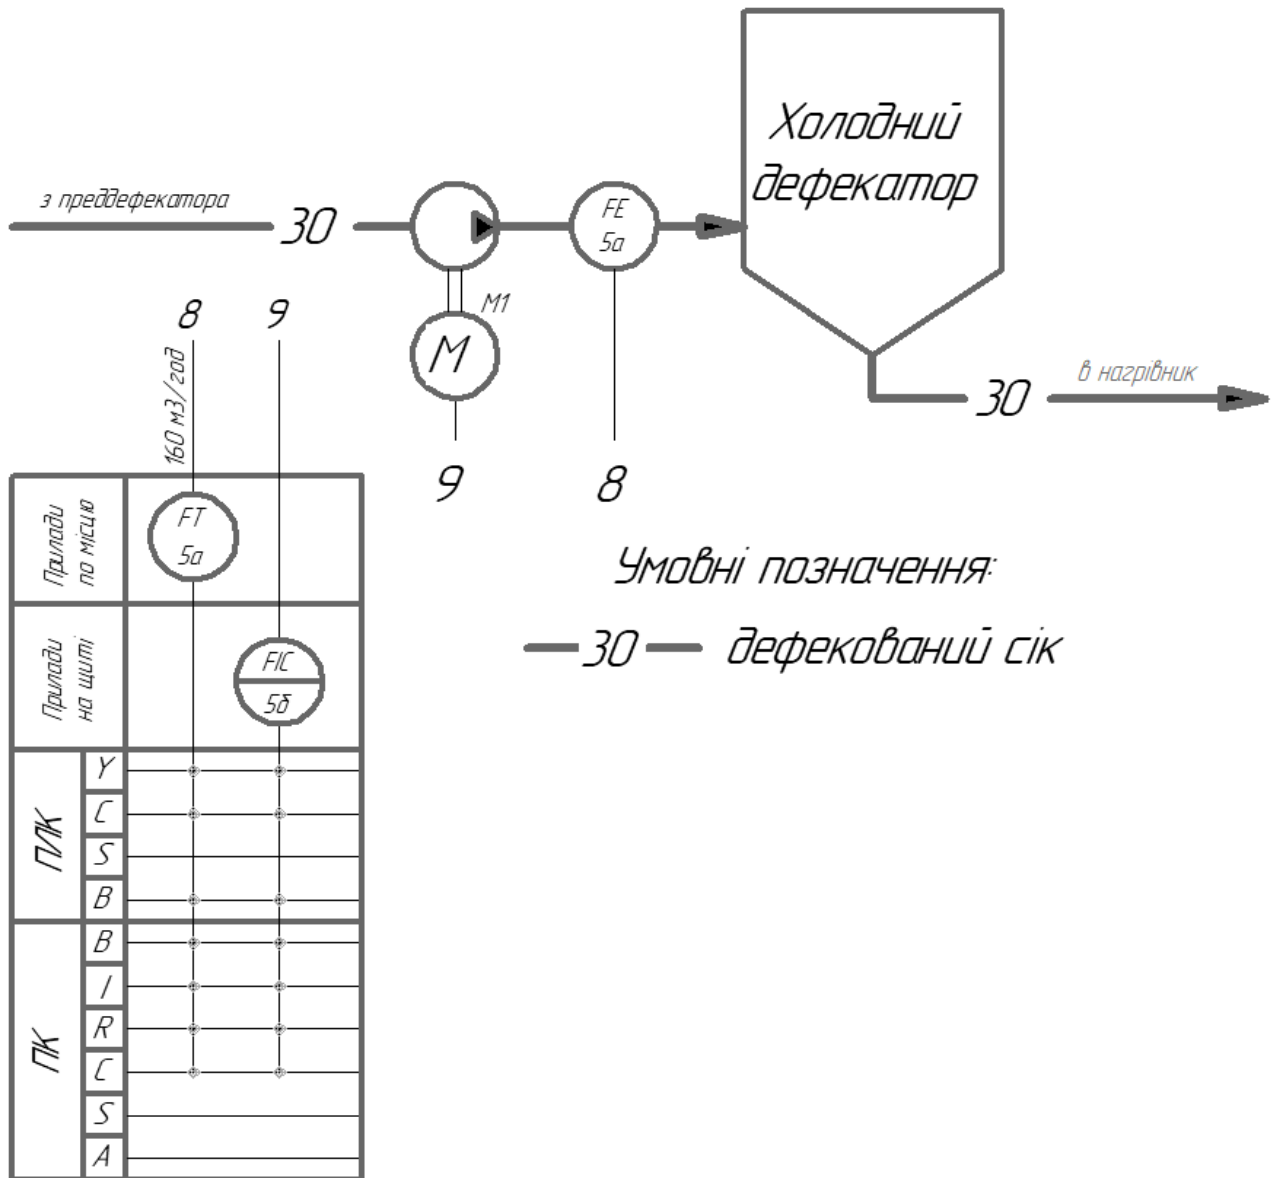 Холодний
дефекатор
з преддефекатора
30
FE
5а
8
9
М1
М
160 м3/год
30
в нагрівник
9
8
Прилади
по місцю
FT
5а
Умовні позначення:
30 дефекований сік
Прилади
на щиті
FIC
5б
ПЛК
Y
C
S
B
ПК
B
I
R
C
S
A